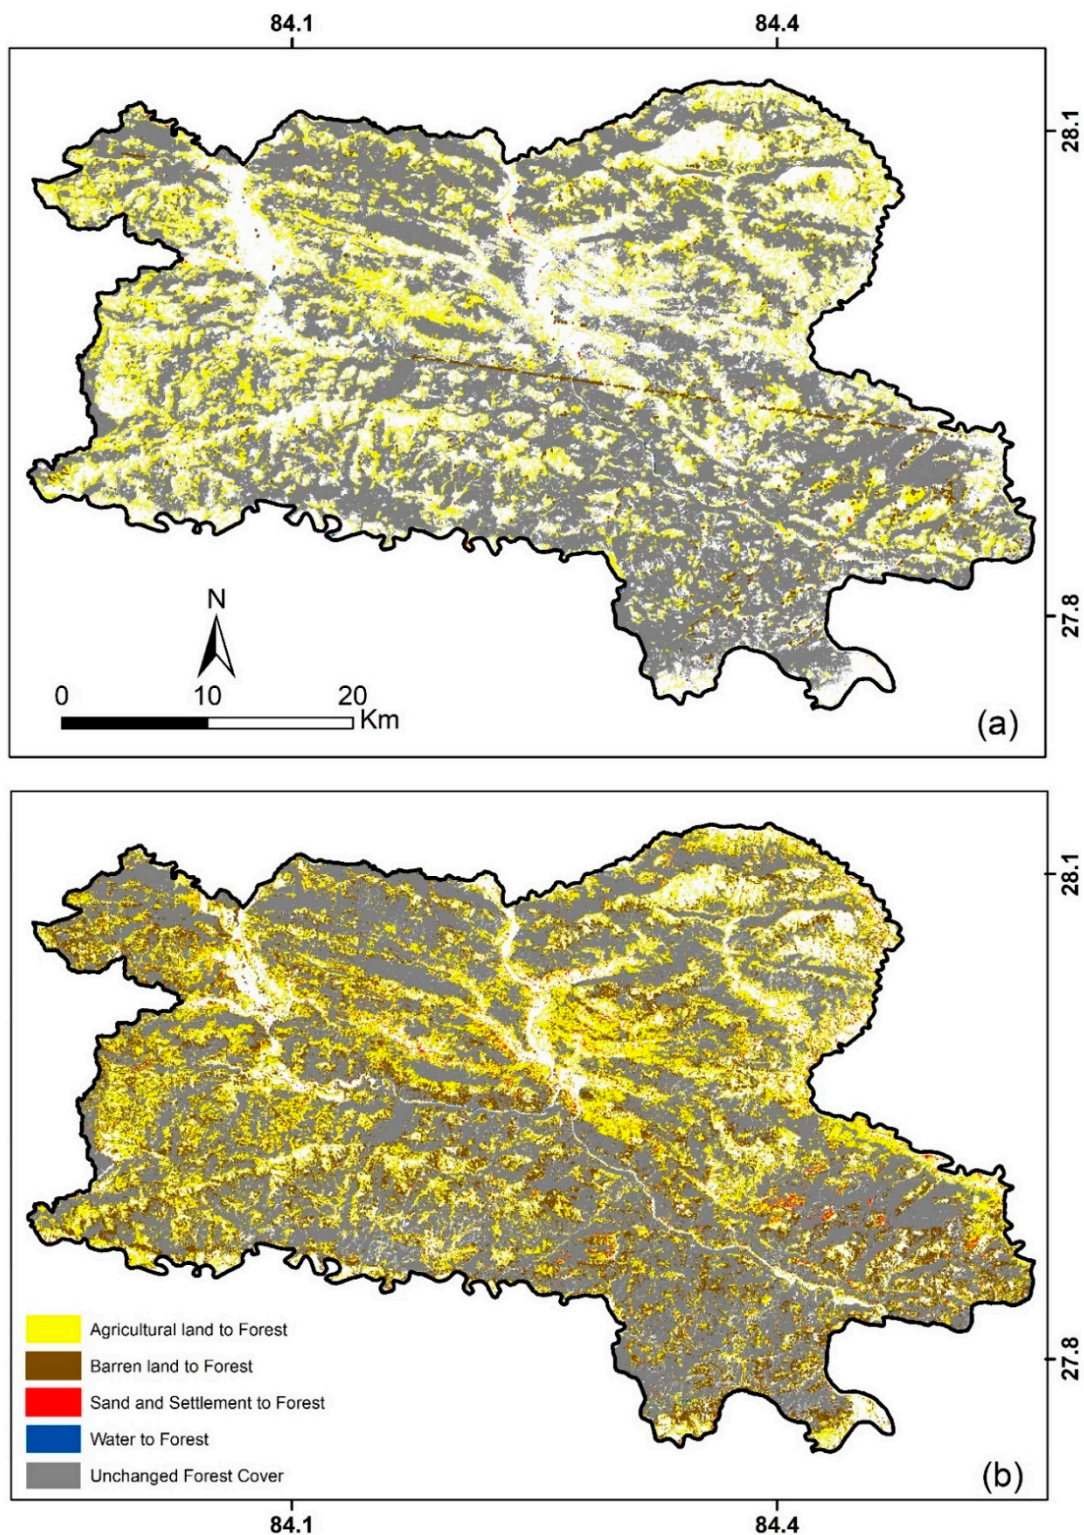 84.1 84.4
28.1
27.8
N
0 10 20
Km
(a)
28.1
27.8
Agricultural land to Forest
Barren land to Forest
Sand and Settlement to Forest
Water to Forest
Unchanged Forest Cover
(b)
84.1 84.4